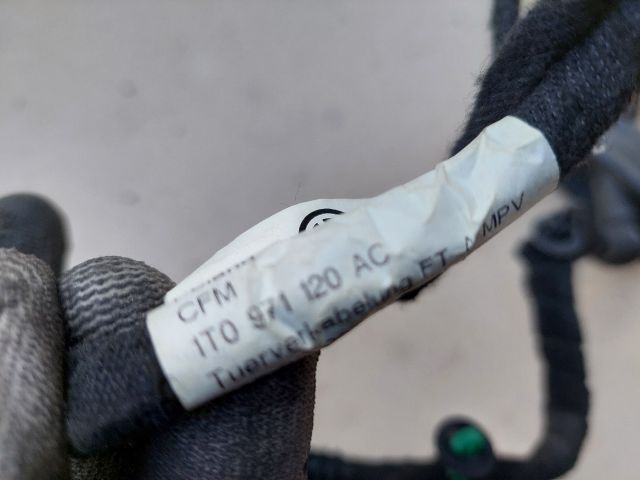 CFM
1T0 971 120 AC
Tuerverkabelung FT A MPV